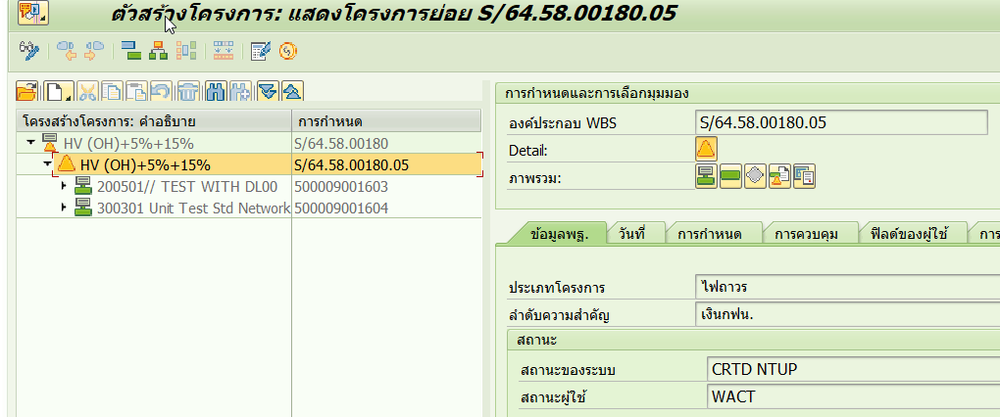 ตัวสร้างโครงการ: แสดงโครงการย่อย S/64.58.00180.05
โครงสร้างโครงการ: คำอธิบาย การกำหนด
HV (OH)+5%+15% S/64.58.00180
HV (OH)+5%+15% S/64.58.00180.05
200501// TEST WITH DL00 500009001603
300301 Unit Test Std Network 500009001604
การกำหนดและการเลือกมุมมอง
องค์ประกอบ WBS S/64.58.00180.05
Detail:
ภาพรวม:
ข้อมูลพฐ. วันที่ การกำหนด การควบคุม ฟิลด์ของผู้ใช้ การ
ประเภทโครงการ ไฟถาวร
ลำดับความสำคัญ เงินกฟน.
สถานะ
สถานะของระบบ CRTD NTUP
สถานะผู้ใช้ WACT